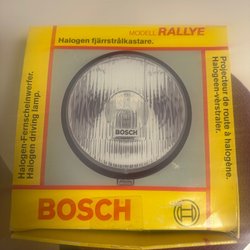 MODELL RALLYE
Halogen fjärrstrålkastare.
Halogen-Fernscheinwerfer.
Halogen driving lamp.
Projecteur de route à halogène.
Halogeen-verstraler.
BOSCH
BOSCH